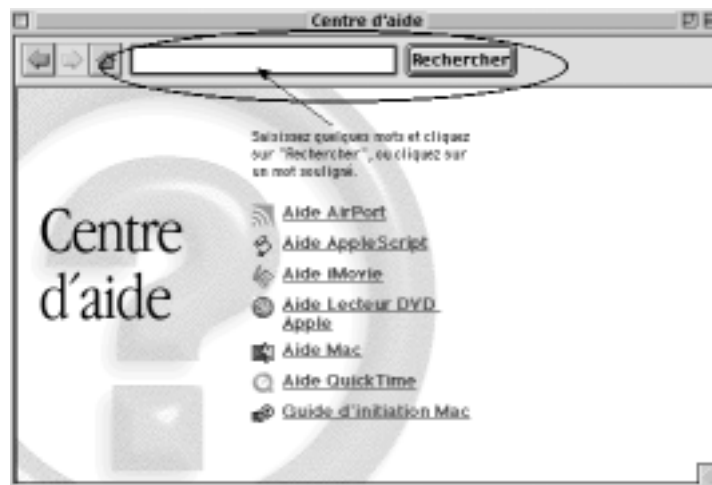 Centre d'aide
Rechercher
Saisissez quelques mots et cliquez
sur "Rechercher", ou cliquez sur
un mot souligné.
Centre
d'aide
Aide AirPort
Aide AppleScript
Aide iMovie
Aide Lecteur DVD
Apple
Aide Mac
Aide QuickTime
Guide d'initiation Mac